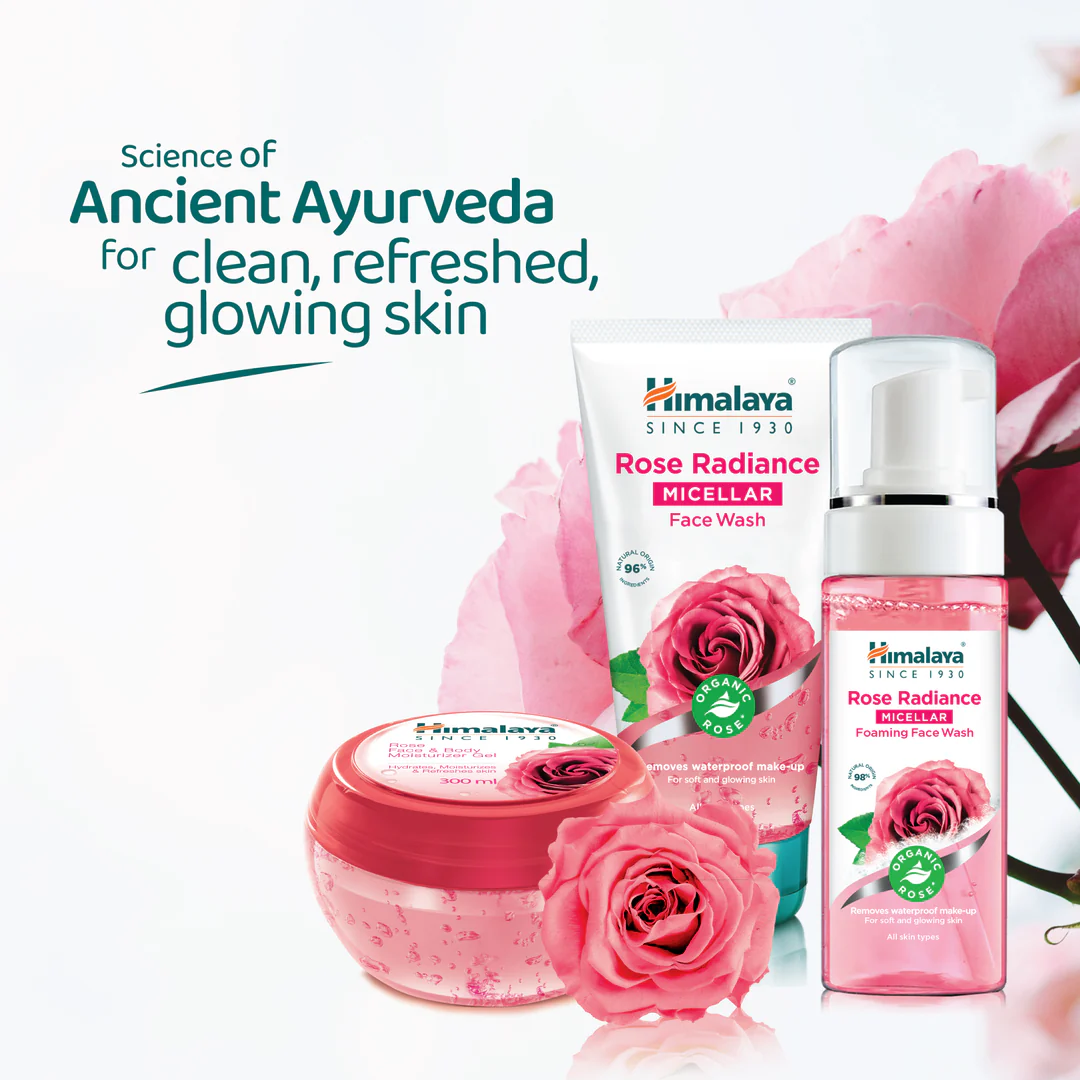 Science of
Ancient Ayurveda
for clean, refreshed,
glowing skin
Himalaya®
SINCE 1930
Rose Radiance
MICELLAR
Face Wash
NATURAL ORIGIN
96%
INGREDIENTS
ORGANIC
ROSE*
emoves waterproof make-up
For soft and glowing skin
Himalaya®
SINCE 1930
Rose Radiance
MICELLAR
Foaming Face Wash
NATURAL ORIGIN
98%
INGREDIENTS
ORGANIC
ROSE*
Removes waterproof make-up
For soft and glowing skin
All skin types
Himalaya®
SINCE 1930
Rose
Face & Body
Moisturizer Gel
Hydrates, Moisturizes
& Refreshes skin
300 ml